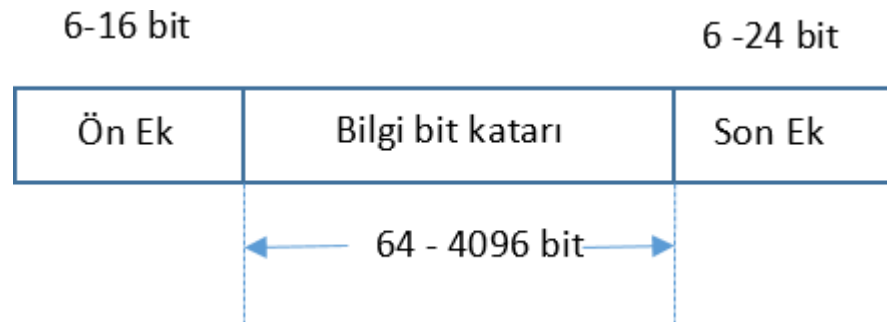 6-16 bit
6 -24 bit
Ön Ek
Bilgi bit katarı
Son Ek
64 - 4096 bit